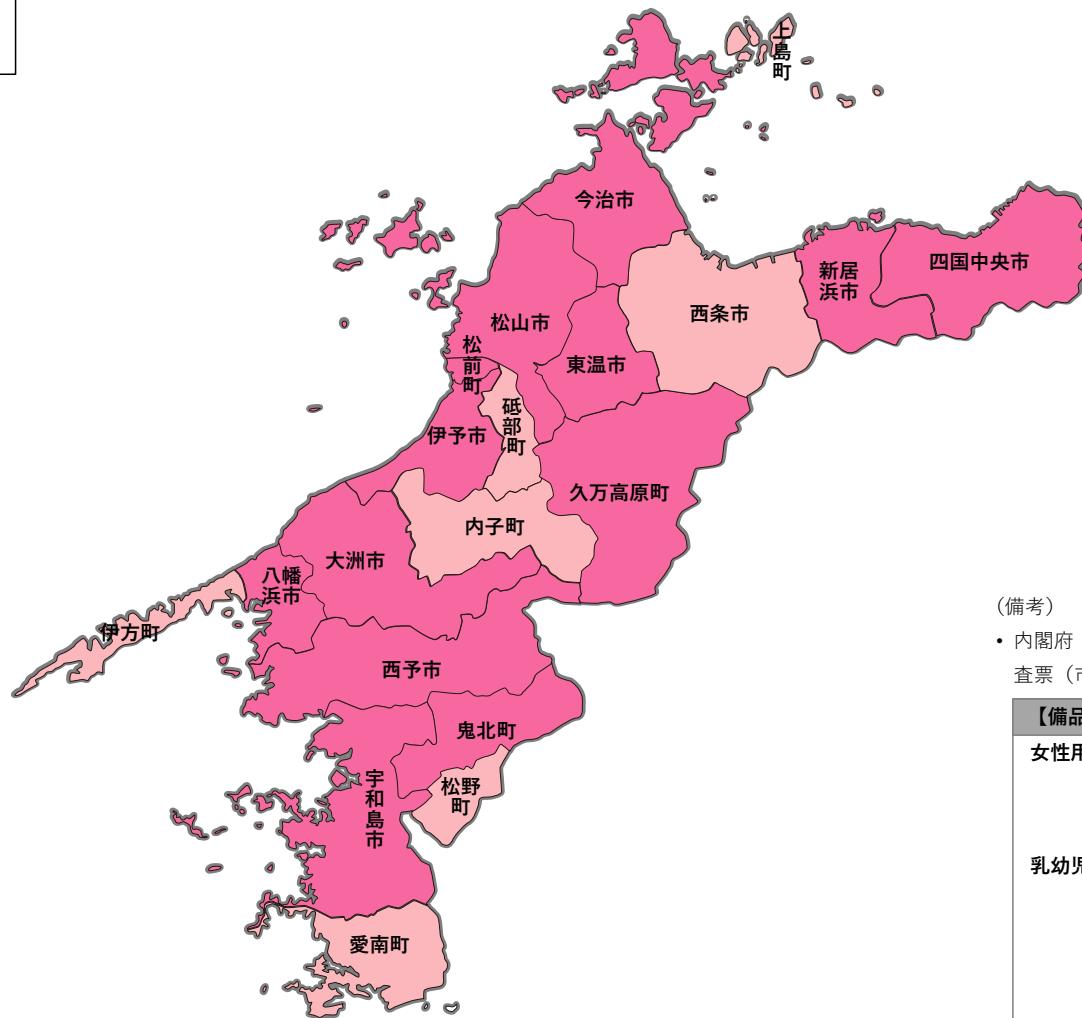 上島町
今治市
四国中央市
新居
浜市
西条市
松山市
松前町
東温市
砥部町
伊予市
久万高原町
内子町
大洲市
八幡
浜市
伊方町
西予市
鬼北町
松野
町
宇和島市
愛南町
（備考）
• 内閣府
査票（市
【備品
女性用
乳幼児